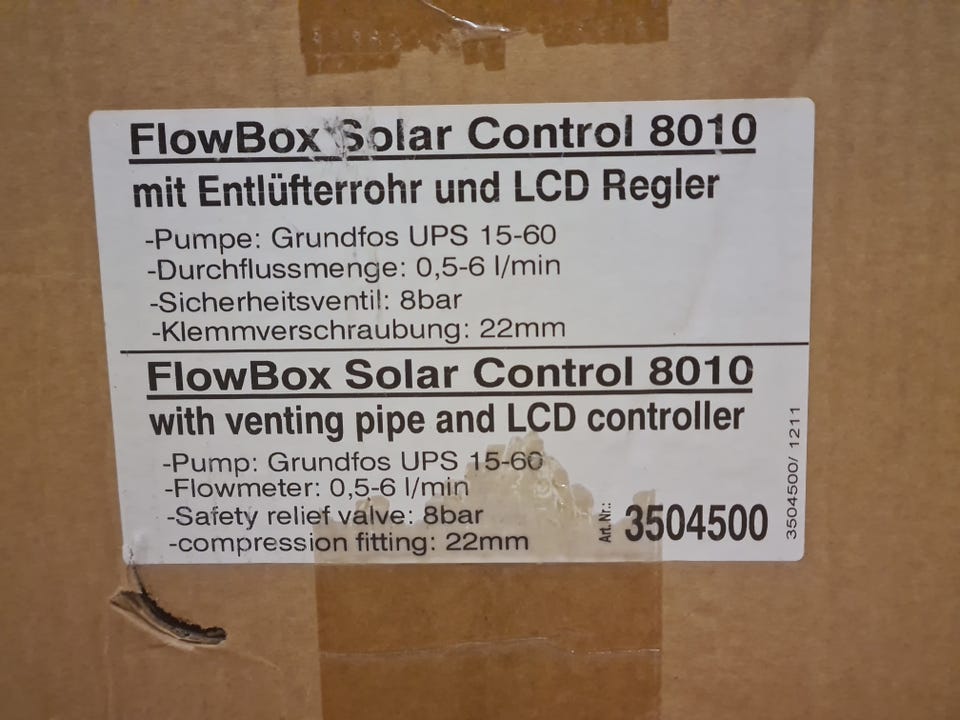 FlowBox Solar Control 8010
mit Entlüfterrohr und LCD Regler
-Pumpe: Grundfos UPS 15-60
-Durchflussmenge: 0,5-6 l/min
-Sicherheitsventil: 8bar
-Klemmverschraubung: 22mm
FlowBox Solar Control 8010
with venting pipe and LCD controller
-Pump: Grundfos UPS 15-60
-Flowmeter: 0,5-6 l/min
-Safety relief valve: 8bar
-compression fitting: 22mm
Art.Nr.: 3504500
3504500/ 1211